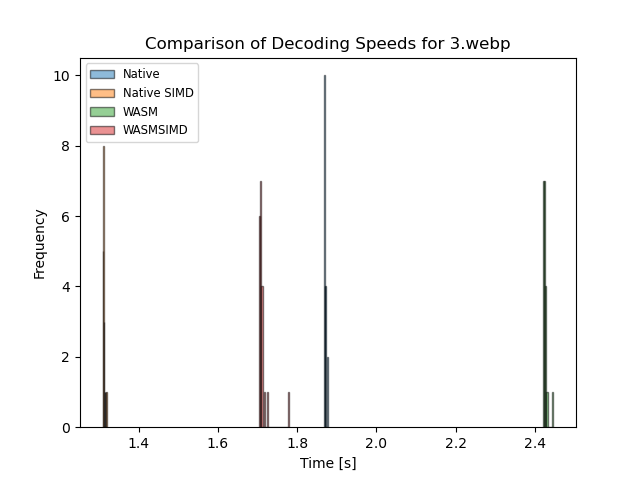 Comparison of Decoding Speeds for 3.webp
Native
Native SIMD
WASM
WASMSIMD
10
8
6
4
2
0
Frequency
1.4 1.6 1.8 2.0 2.2 2.4
Time [s]